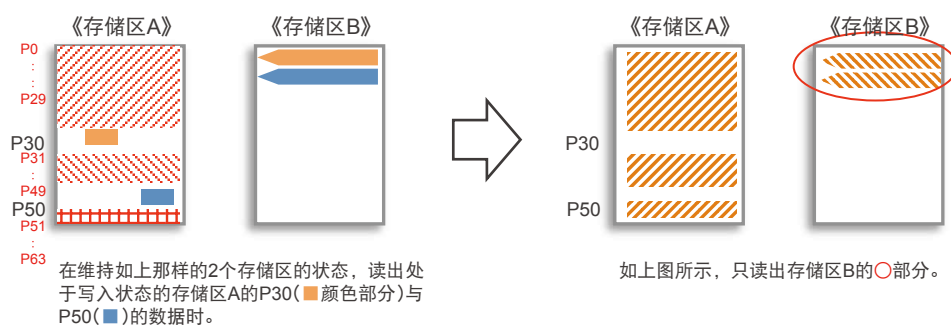 《存储区A》
《存储区B》
P0
:
:
P29
P30
P31
:
P49
P50
P51
:
P63
在维持如上那样的2个存储区的状态，读出处
于写入状态的存储区A的P30(■颜色部分)与
P50(■)的数据时。
《存储区A》
《存储区B》
P30
P50
如上图所示，只读出存储区B的○部分。